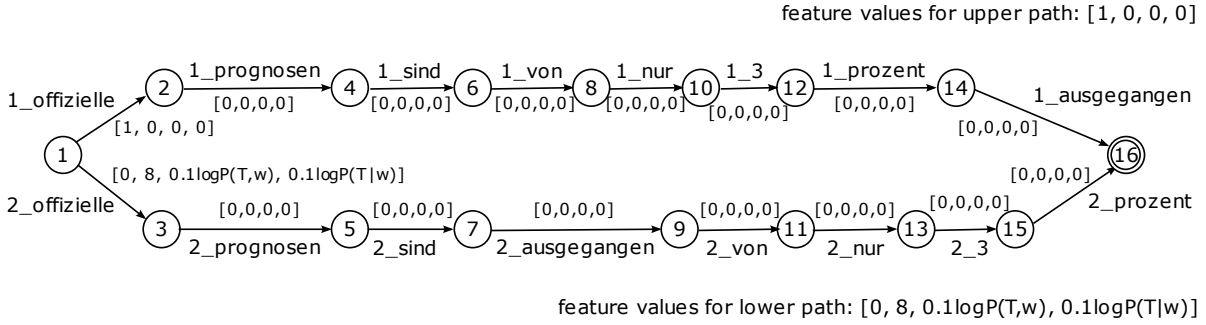 feature values for upper path: [1, 0, 0, 0]
1_offizielle
1_prognosen
1_sind
1_von
1_nur
1_3
1_prozent
1_ausgegangen
2
4
6
8
10
12
14
[1, 0, 0, 0]
[0,0,0,0]
[0,0,0,0]
[0,0,0,0]
[0,0,0,0]
[0,0,0,0]
[0,0,0,0]
[0,0,0,0]
1
16
[0, 8, 0.1logP(T,w), 0.1logP(T|w)]
2_offizielle
[0,0,0,0]
[0,0,0,0]
[0,0,0,0]
[0,0,0,0]
[0,0,0,0]
[0,0,0,0]
[0,0,0,0]
3
5
7
9
11
13
15
2_prognosen
2_sind
2_ausgegangen
2_von
2_nur
2_3
2_prozent
feature values for lower path: [0, 8, 0.1logP(T,w), 0.1logP(T|w)]